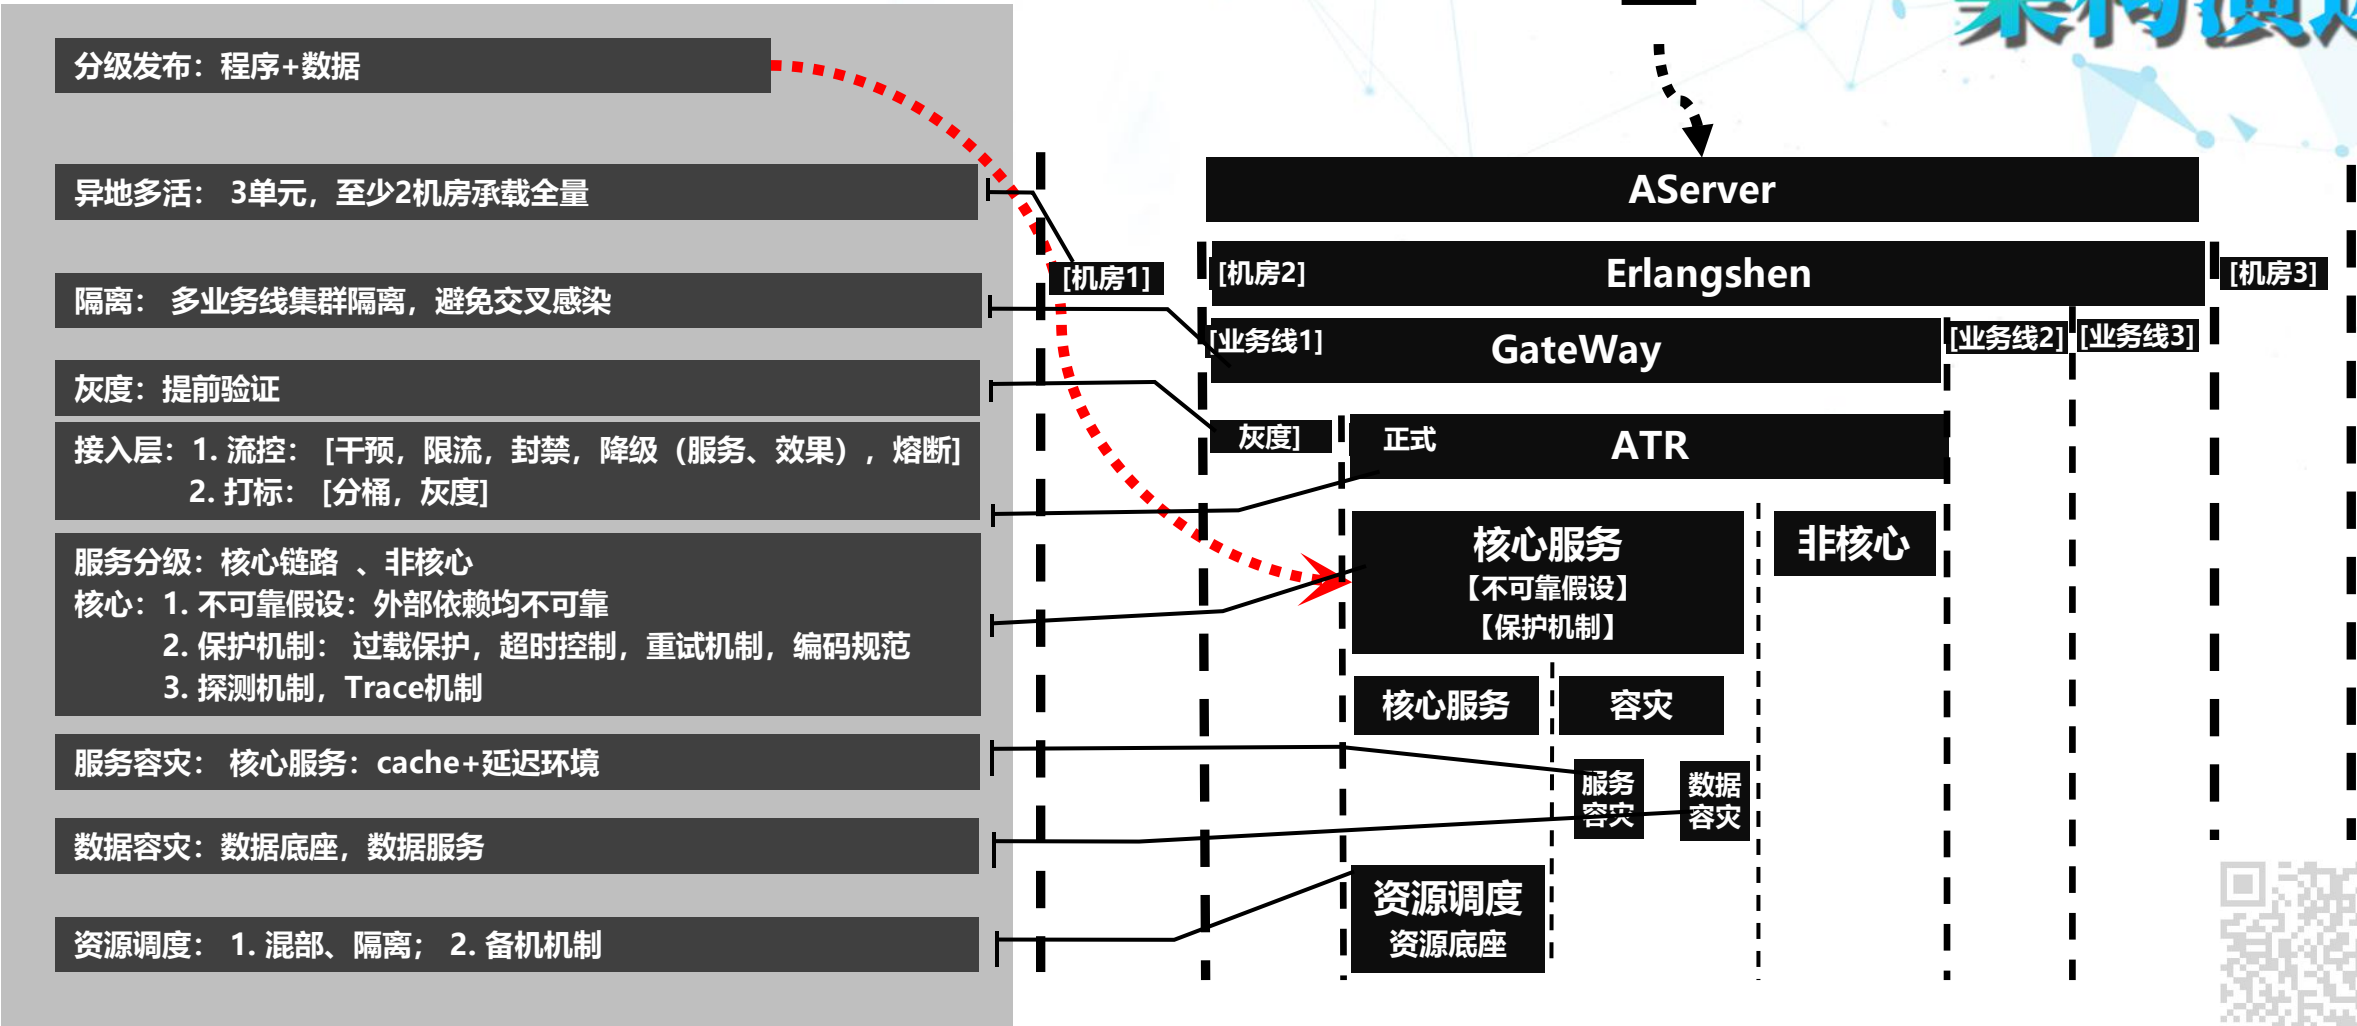 分级发布：程序+数据
异地多活： 3单元，至少2机房承载全量
隔离： 多业务线集群隔离，避免交叉感染
灰度：提前验证
接入层：1. 流控： [干预，限流，封禁，降级（服务、效果），熔断]
2. 打标： [分桶，灰度]
服务分级：核心链路 、非核心
核心：1. 不可靠假设：外部依赖均不可靠
2. 保护机制： 过载保护，超时控制，重试机制，编码规范
3. 探测机制，Trace机制
服务容灾： 核心服务：cache+延迟环境
数据容灾：数据底座，数据服务
资源调度： 1. 混部、隔离； 2. 备机机制
AServer
[机房1]
[机房2]
Erlangshen
[机房3]
[业务线1]
GateWay
[业务线2]
[业务线3]
灰度]
正式
ATR
核心服务
【不可靠假设】
【保护机制】
非核心
核心服务
容灾
服务
容灾
数据
容灾
资源调度
资源底座